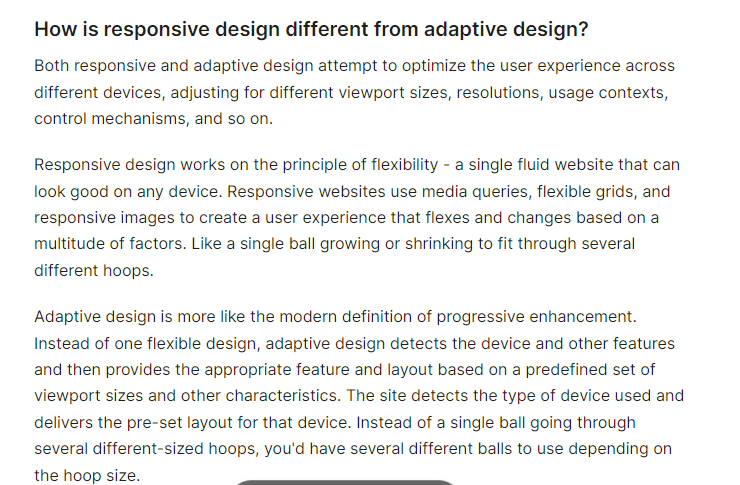 How is responsive design different from adaptive design?
Both responsive and adaptive design attempt to optimize the user experience across
different devices, adjusting for different viewport sizes, resolutions, usage contexts,
control mechanisms, and so on.
Responsive design works on the principle of flexibility - a single fluid website that can
look good on any device. Responsive websites use media queries, flexible grids, and
responsive images to create a user experience that flexes and changes based on a
multitude of factors. Like a single ball growing or shrinking to fit through several
different hoops.
Adaptive design is more like the modern definition of progressive enhancement.
Instead of one flexible design, adaptive design detects the device and other features
and then provides the appropriate feature and layout based on a predefined set of
viewport sizes and other characteristics. The site detects the type of device used and
delivers the pre-set layout for that device. Instead of a single ball going through
several different-sized hoops, you'd have several different balls to use depending on
the hoop size.